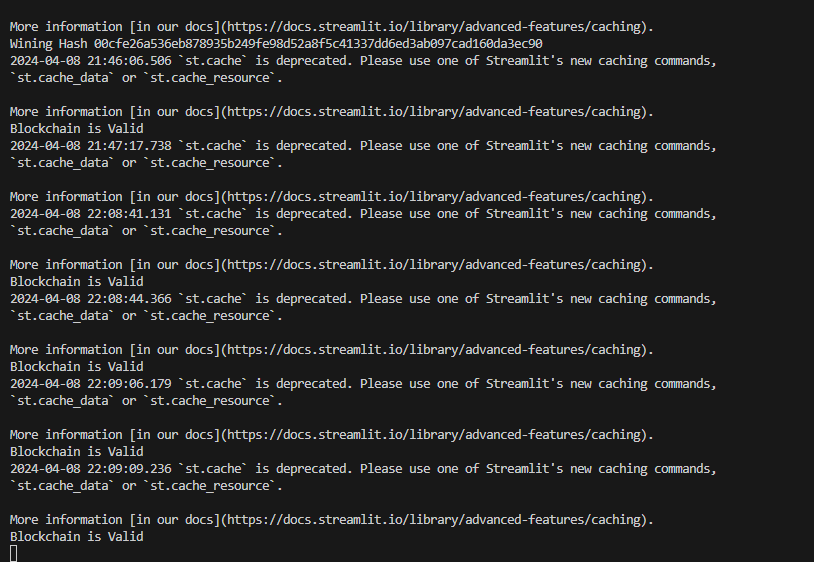 More information [in our docs](https://docs.streamlit.io/library/advanced-features/caching).
Wining Hash 00cfe26a536eb878935b249fe98d52a8f5c41337dd6ed3ab097cad160da3ec90
2024-04-08 21:46:06.506 `st.cache` is deprecated. Please use one of Streamlit's new caching commands,
`st.cache_data` or `st.cache_resource`.
More information [in our docs](https://docs.streamlit.io/library/advanced-features/caching).
Blockchain is Valid
2024-04-08 21:47:17.738 `st.cache` is deprecated. Please use one of Streamlit's new caching commands,
`st.cache_data` or `st.cache_resource`.
More information [in our docs](https://docs.streamlit.io/library/advanced-features/caching).
2024-04-08 22:08:41.131 `st.cache` is deprecated. Please use one of Streamlit's new caching commands,
`st.cache_data` or `st.cache_resource`.
More information [in our docs](https://docs.streamlit.io/library/advanced-features/caching).
Blockchain is Valid
2024-04-08 22:08:44.366 `st.cache` is deprecated. Please use one of Streamlit's new caching commands,
`st.cache_data` or `st.cache_resource`.
More information [in our docs](https://docs.streamlit.io/library/advanced-features/caching).
Blockchain is Valid
2024-04-08 22:09:06.179 `st.cache` is deprecated. Please use one of Streamlit's new caching commands,
`st.cache_data` or `st.cache_resource`.
More information [in our docs](https://docs.streamlit.io/library/advanced-features/caching).
Blockchain is Valid
2024-04-08 22:09:09.236 `st.cache` is deprecated. Please use one of Streamlit's new caching commands,
`st.cache_data` or `st.cache_resource`.
More information [in our docs](https://docs.streamlit.io/library/advanced-features/caching).
Blockchain is Valid